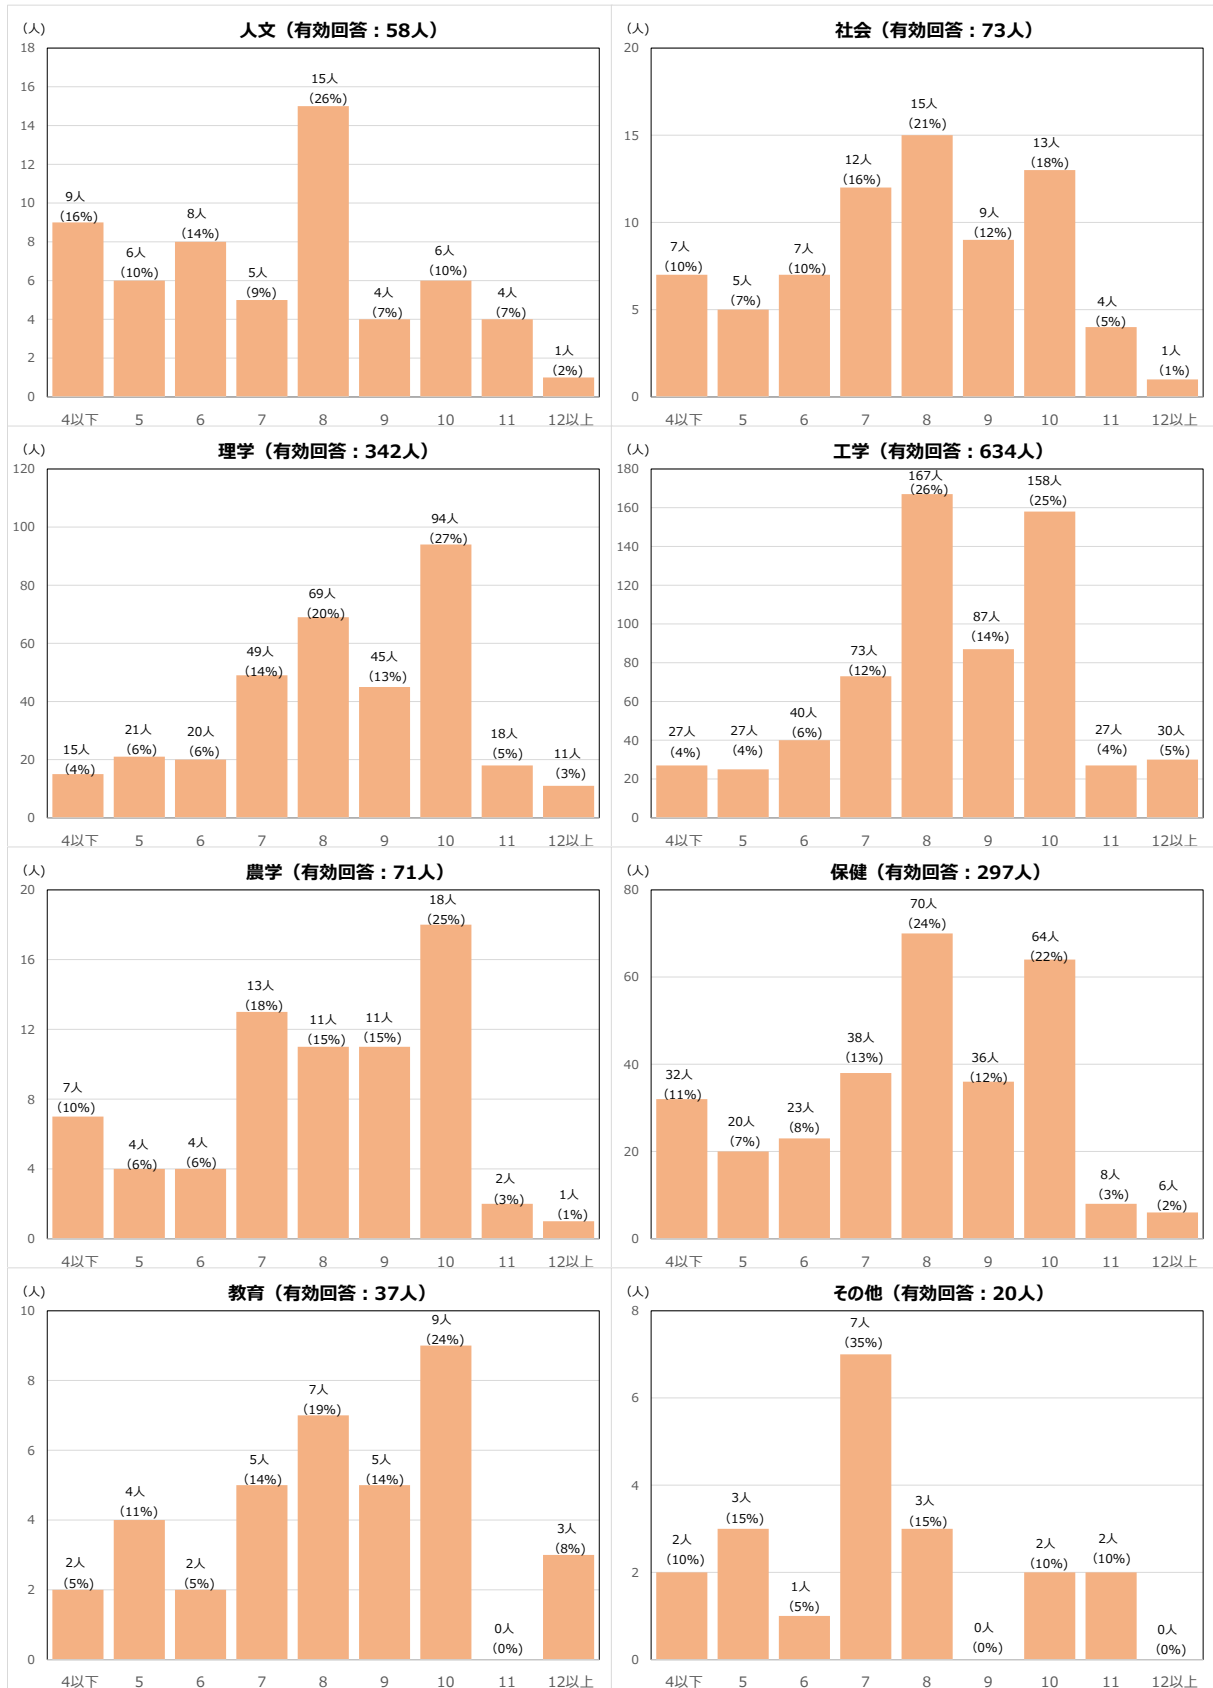 (人)
人文（有効回答：58人）
18
16
14
12
10
8
6
4
2
0
9人
(16%)
6人
(10%)
8人
(14%)
5人
(9%)
15人
(26%)
4人
(7%)
6人
(10%)
4人
(7%)
1人
(2%)
4以下 5 6 7 8 9 10 11 12以上
(人)
社会（有効回答：73人）
20
15
10
5
0
7人
(10%)
5人
(7%)
7人
(10%)
12人
(16%)
15人
(21%)
9人
(12%)
13人
(18%)
4人
(5%)
1人
(1%)
4以下 5 6 7 8 9 10 11 12以上
(人)
理学（有効回答：342人）
120
100
80
60
40
20
0
15人
(4%)
21人
(6%)
20人
(6%)
49人
(14%)
69人
(20%)
45人
(13%)
94人
(27%)
18人
(5%)
11人
(3%)
4以下 5 6 7 8 9 10 11 12以上
(人)
工学（有効回答：634人）
180
160
140
120
100
80
60
40
20
0
27人
(4%)
27人
(4%)
40人
(6%)
73人
(12%)
167人
(26%)
87人
(14%)
158人
(25%)
27人
(4%)
30人
(5%)
4以下 5 6 7 8 9 10 11 12以上
(人)
農学（有効回答：71人）
20
16
12
8
4
0
7人
(10%)
4人
(6%)
4人
(6%)
13人
(18%)
11人
(15%)
11人
(15%)
18人
(25%)
2人
(3%)
1人
(1%)
4以下 5 6 7 8 9 10 11 12以上
(人)
保健（有効回答：297人）
80
60
40
20
0
32人
(11%)
20人
(7%)
23人
(8%)
38人
(13%)
70人
(24%)
36人
(12%)
64人
(22%)
8人
(3%)
6人
(2%)
4以下 5 6 7 8 9 10 11 12以上
(人)
教育（有効回答：37人）
10
8
6
4
2
0
2人
(5%)
4人
(11%)
2人
(5%)
5人
(14%)
7人
(19%)
5人
(14%)
9人
(24%)
0人
(0%)
3人
(8%)
4以下 5 6 7 8 9 10 11 12以上
(人)
その他（有効回答：20人）
8
6
4
2
0
2人
(10%)
3人
(15%)
1人
(5%)
7人
(35%)
3人
(15%)
0人
(0%)
2人
(10%)
2人
(10%)
0人
(0%)
4以下 5 6 7 8 9 10 11 12以上